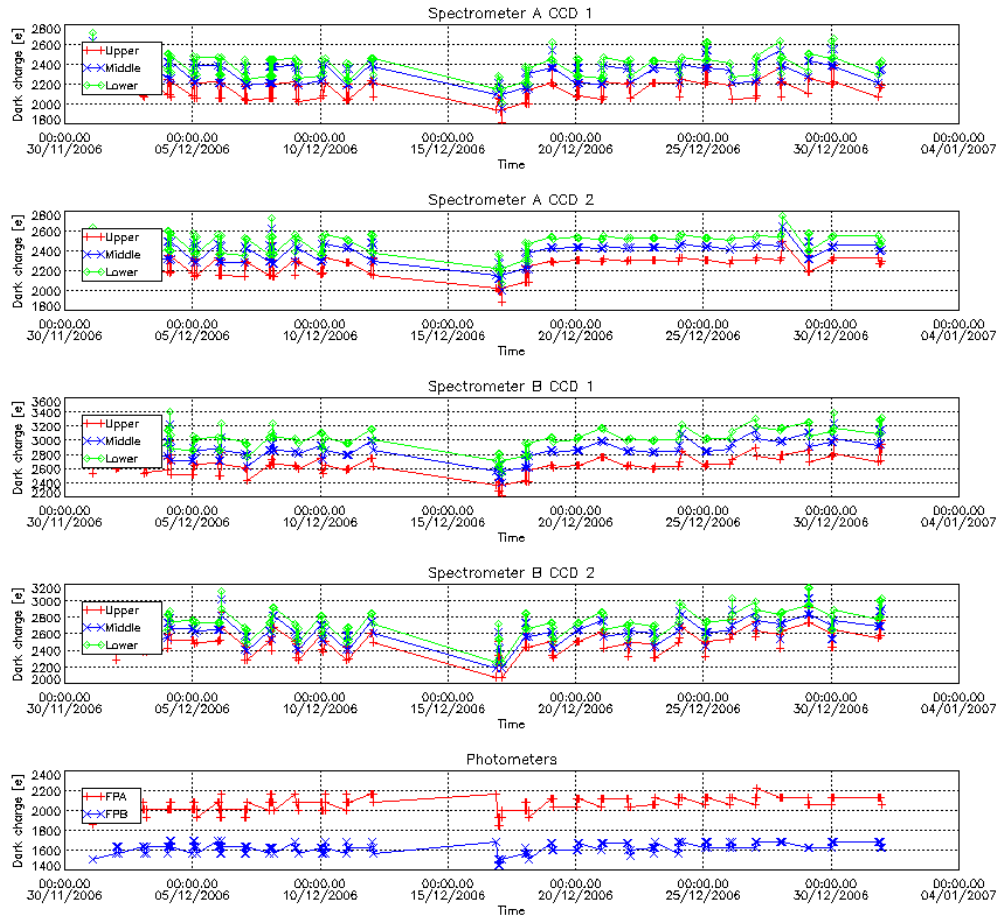 Spectrometer A CCD 1
Dark charge [e]
2800
2600
2400
2200
2000
1800
Upper
Middle
Lower
00:00.00 00:00.00 00:00.00 00:00.00 00:00.00 00:00.00 00:00.00 00:00.00
30/11/2006 05/12/2006 10/12/2006 15/12/2006 20/12/2006 25/12/2006 30/12/2006 04/01/2007
Time
Spectrometer A CCD 2
Dark charge [e]
2800
2600
2400
2200
2000
1800
Upper
Middle
Lower
00:00.00 00:00.00 00:00.00 00:00.00 00:00.00 00:00.00 00:00.00 00:00.00
30/11/2006 05/12/2006 10/12/2006 15/12/2006 20/12/2006 25/12/2006 30/12/2006 04/01/2007
Time
Spectrometer B CCD 1
Dark charge [e]
3600
3400
3200
3000
2800
2600
2400
2200
Upper
Middle
Lower
00:00.00 00:00.00 00:00.00 00:00.00 00:00.00 00:00.00 00:00.00 00:00.00
30/11/2006 05/12/2006 10/12/2006 15/12/2006 20/12/2006 25/12/2006 30/12/2006 04/01/2007
Time
Spectrometer B CCD 2
Dark charge [e]
3200
3000
2800
2600
2400
2200
2000
Upper
Middle
Lower
00:00.00 00:00.00 00:00.00 00:00.00 00:00.00 00:00.00 00:00.00 00:00.00
30/11/2006 05/12/2006 10/12/2006 15/12/2006 20/12/2006 25/12/2006 30/12/2006 04/01/2007
Time
Photometers
Dark charge [e]
2400
2200
2000
1800
1600
1400
FPA
FPB
00:00.00 00:00.00 00:00.00 00:00.00 00:00.00 00:00.00 00:00.00 00:00.00
30/11/2006 05/12/2006 10/12/2006 15/12/2006 20/12/2006 25/12/2006 30/12/2006 04/01/2007
Time